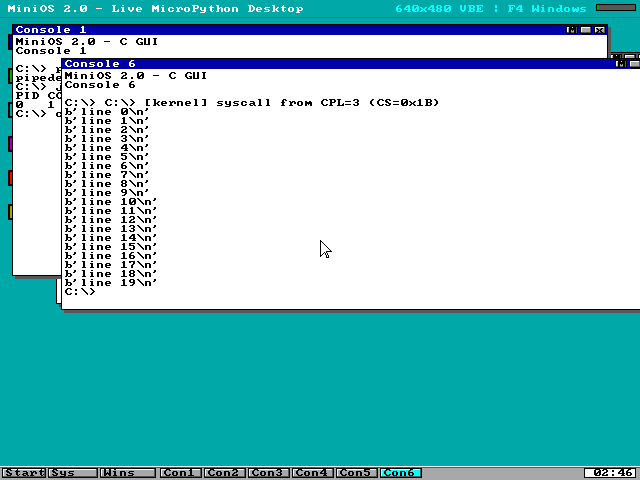 MiniOS 2.0 - Live MicroPython Desktop
640x480 VBE | F4 Windows
Console 1
MiniOS 2.0 - C GUI
Console 1
C:\>
pipede
C:\>
PID CO
0 1
C:\>
Console 6
MiniOS 2.0 - C GUI
Console 6
C:\> C:\> [kernel] syscall from CPL=3 (CS=0x1B)
b'line 0\n'
b'line 1\n'
b'line 2\n'
b'line 3\n'
b'line 4\n'
b'line 5\n'
b'line 6\n'
b'line 7\n'
b'line 8\n'
b'line 9\n'
b'line 10\n'
b'line 11\n'
b'line 12\n'
b'line 13\n'
b'line 14\n'
b'line 15\n'
b'line 16\n'
b'line 17\n'
b'line 18\n'
b'line 19\n'
C:\>
Start Sys Wins Con1 Con2 Con3 Con4 Con5 Con6 02:46